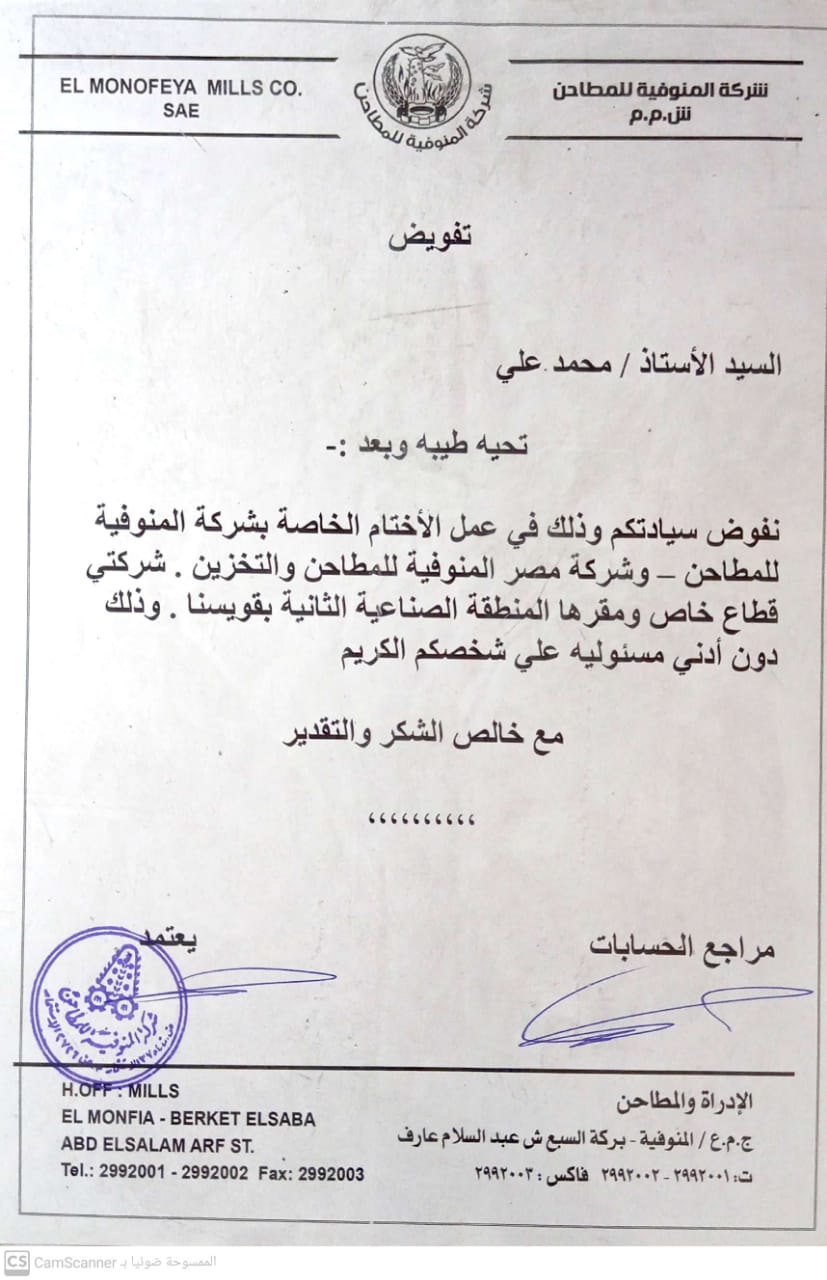 EL MONOFEYA MILLS CO.
SAE
شركة المنوفية للمطاحن
ش.م.م
شركة المنوفية للمطاحن
تفويض
السيد الأستاذ / محمد علي
تحيه طيبه وبعد :-
نفوض سيادتكم وذلك في عمل الأختام الخاصة بشركة المنوفية
للمطاحن – وشركة مصر المنوفية للمطاحن والتخزين . شركتي
قطاع خاص ومقرها المنطقة الصناعية الثانية بقويسنا . وذلك
دون أدني مسئوليه علي شخصكم الكريم
مع خالص الشكر والتقدير
،،،،،،،،،،
مراجع الحسابات
يعتمد
شركة المنوفية للمطاحن
H.OFF : MILLS
EL MONFIA - BERKET ELSABA
ABD ELSALAM ARF ST.
Tel.: 2992001 - 2992002 Fax: 2992003
الإدراة والمطاحن
ج.م.ع / المنوفية - بركة السبع ش عبد السلام عارف
ت: ٢٩٩٢٠٠١ - ٢٩٩٢٠٠٢ فاكس : ٢٩٩٢٠٠٣
CS CamScanner الممسوحة ضوئيا بـ